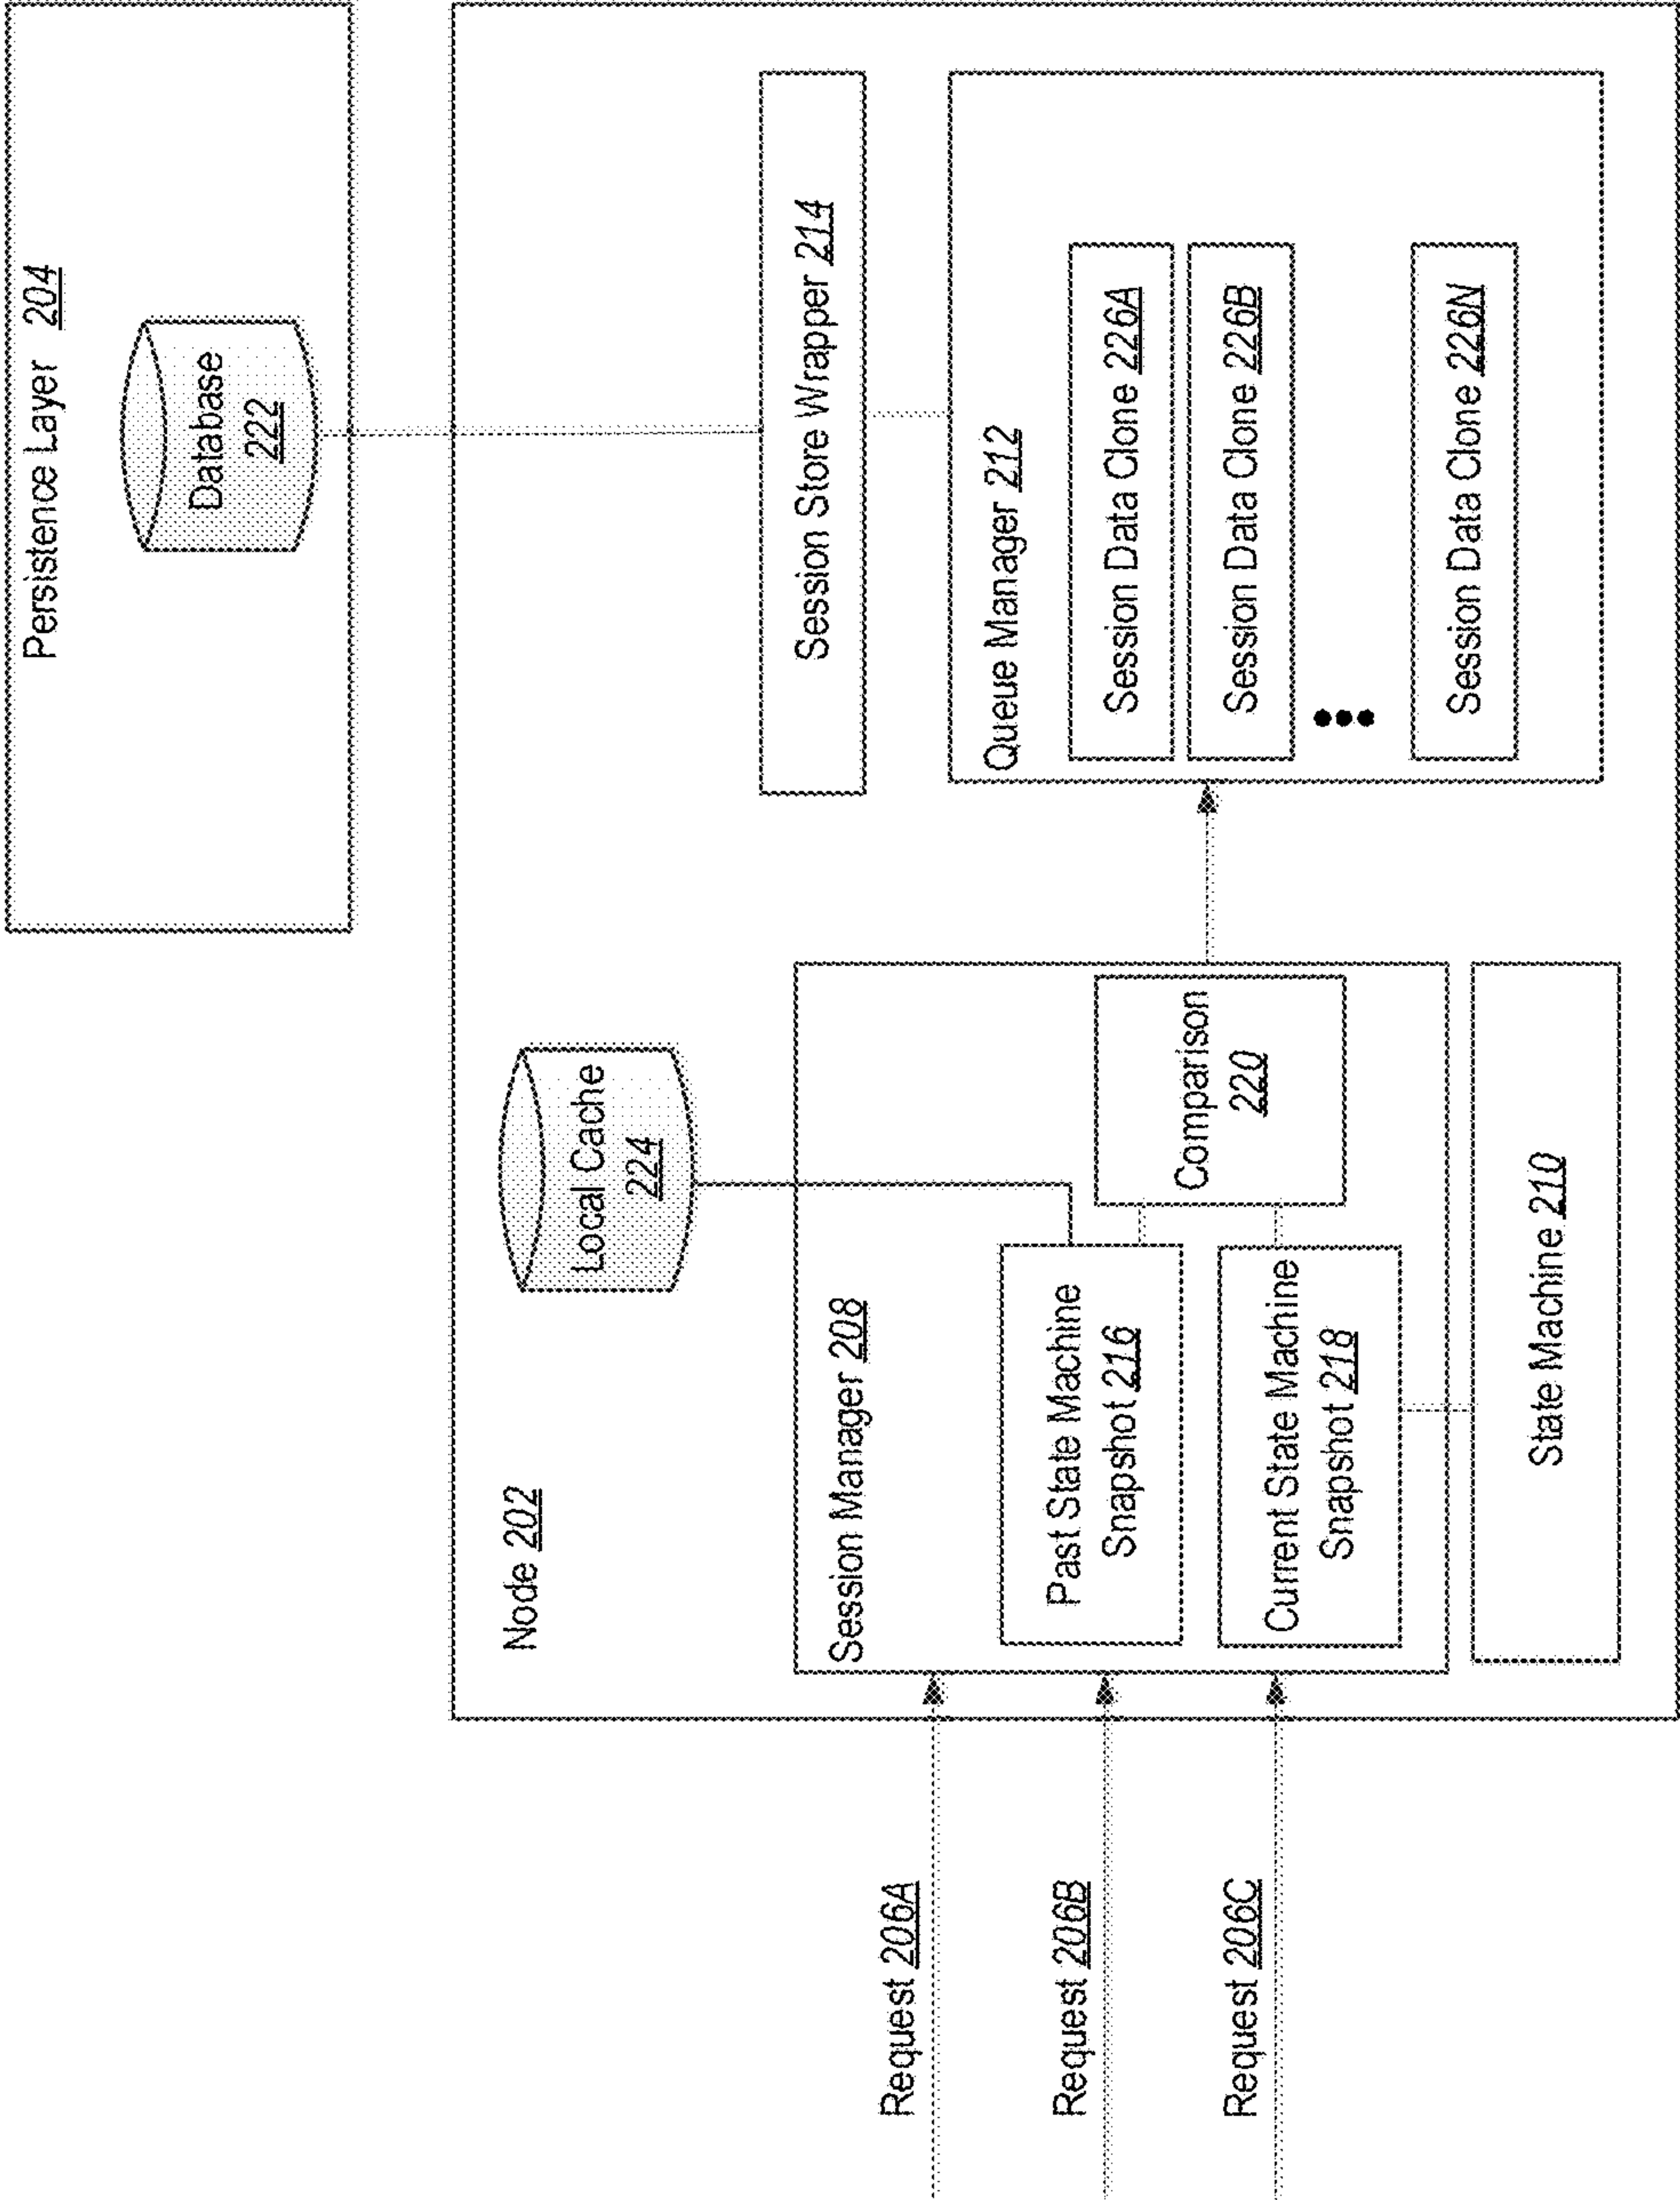 Persistence Layer 204
Database
222
Node 202
Local Cache
224
Session Store Wrapper 214
Request 206A
Request 206B
Request 206C
Session Manager 208
Past State Machine
Snapshot 216
Current State Machine
Snapshot 218
Comparison
220
State Machine 210
Queue Manager 212
Session Data Clone 226A
Session Data Clone 226B
Session Data Clone 226N